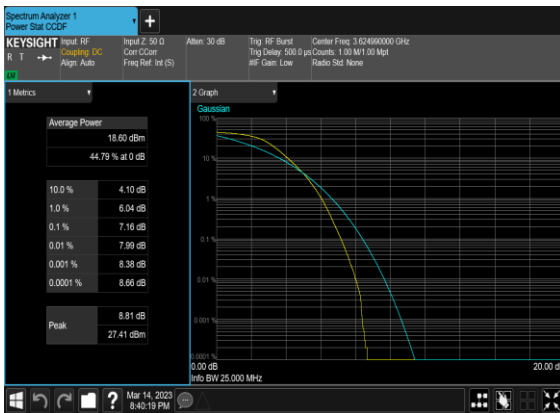 Spectrum Analyzer 1
Power Stat CCDF
KEYSIGHT
R T
LV
Input: RF
Coupling: DC
Align: Auto
Input Z: 50 Ω
Corr CCorr
Freq Ref: Int (S)
Atten: 30 dB
Trig: RF Burst
Trig Delay: 500.0 µs
#IF Gain: Low
Center Freq: 3.624990000 GHz
Counts: 1.00 M/1.00 Mpt
Radio Std: None
1 Metrics
Average Power
18.60 dBm
44.79 % at 0 dB
10.0 % 4.10 dB
1.0 % 6.04 dB
0.1 % 7.16 dB
0.01 % 7.99 dB
0.001 % 8.38 dB
0.0001 % 8.66 dB
Peak
8.81 dB
27.41 dBm
2 Graph
Gaussian
100 %
10 %
1 %
0.1 %
0.01 %
0.001 %
0.0001 %
0.00 dB
20.00 d
Info BW 25.000 MHz
?
Mar 14, 2023
8:40:19 PM